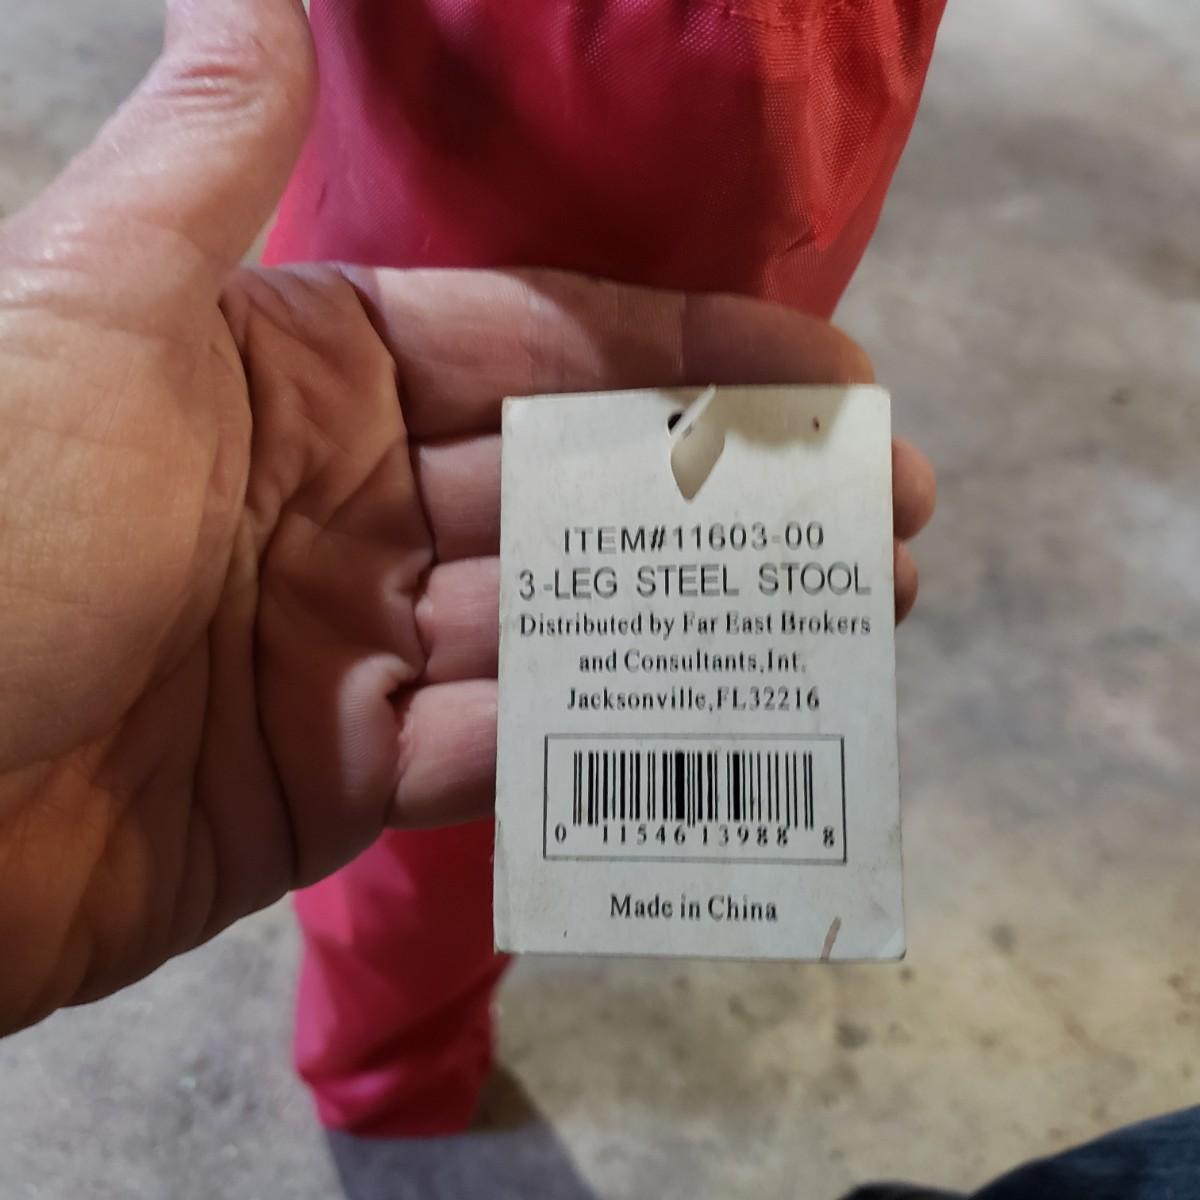 ITEM#11603-00
3-LEG STEEL STOOL
Distributed by Far East Brokers
and Consultants,Int.
Jacksonville,FL32216
0 11546 13988 8
Made in China